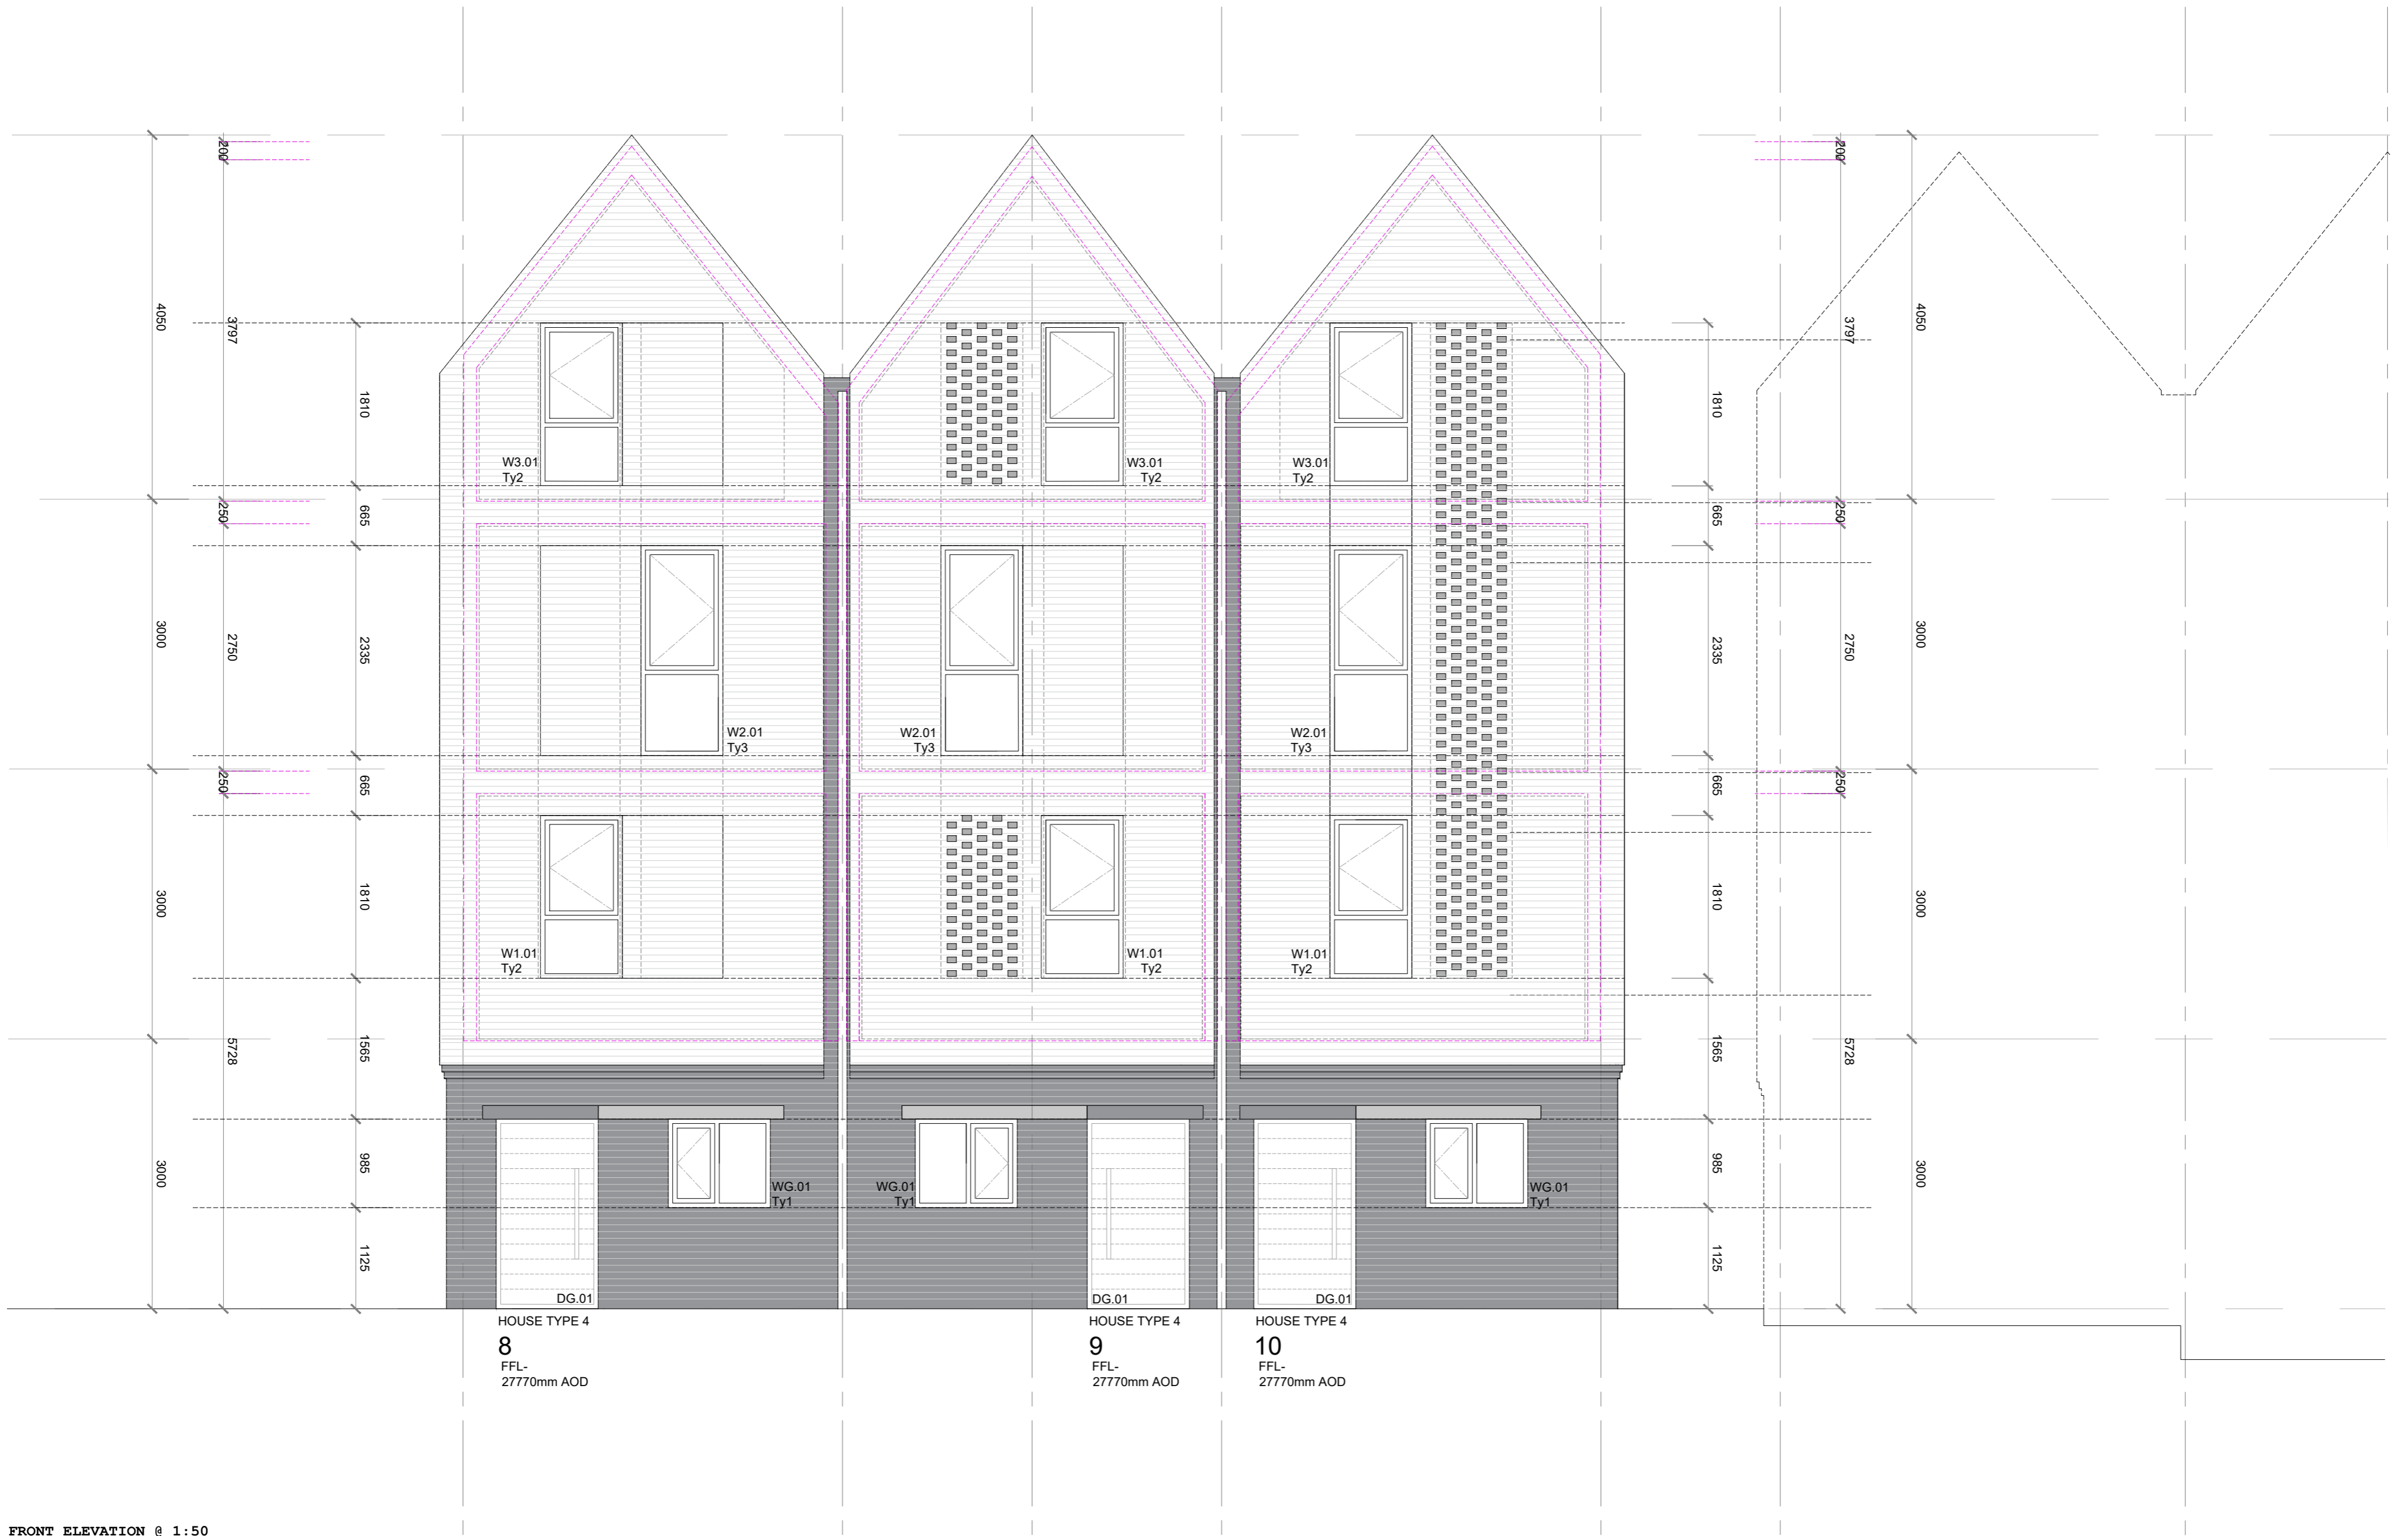 200
3797
4050
1810
665
250
3000
2750
2335
665
250
1810
3000
5728
1565
985
3000
1125
W3.01
Ty2
W3.01
Ty2
W3.01
Ty2
W2.01
Ty3
W2.01
Ty3
W2.01
Ty3
W1.01
Ty2
W1.01
Ty2
W1.01
Ty2
WG.01
Ty1
WG.01
Ty1
WG.01
Ty1
DG.01
DG.01
DG.01
HOUSE TYPE 4
8
FFL-
27770mm AOD
HOUSE TYPE 4
9
FFL-
27770mm AOD
HOUSE TYPE 4
10
FFL-
27770mm AOD
200
3797
4050
1810
665
250
3000
2750
2335
665
250
1810
3000
5728
1565
985
3000
1125
FRONT ELEVATION @ 1:50